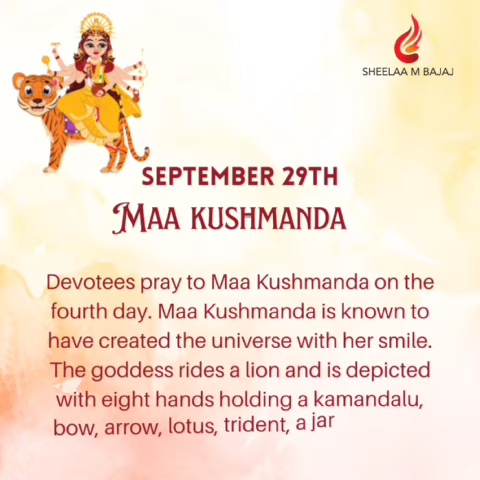 SHEELAA M BAJAJ
SEPTEMBER 29TH
MAA KUSHMANDA
Devotees pray to Maa Kushmanda on the
fourth day. Maa Kushmanda is known to
have created the universe with her smile.
The goddess rides a lion and is depicted
with eight hands holding a kamandalu,
bow, arrow, lotus, trident, a jar